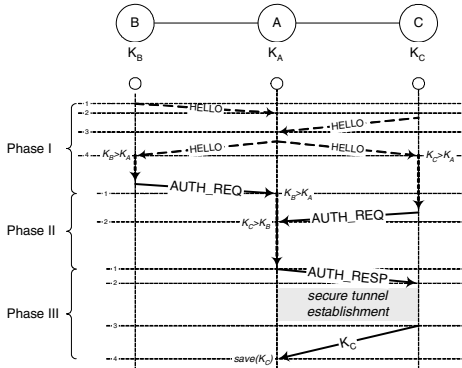 B A C
K_B K_A K_C
1 HELLO
2
3 HELLO
Phase I
HELLO HELLO
4 K_B>K_A K_C>K_A
AUTH_REQ
1 K_B>K_A
Phase II
AUTH_REQ
2 K_C>K_B
1
AUTH_RESP
2
secure tunnel
establishment
Phase III
3
K_C
4 save(K_C)